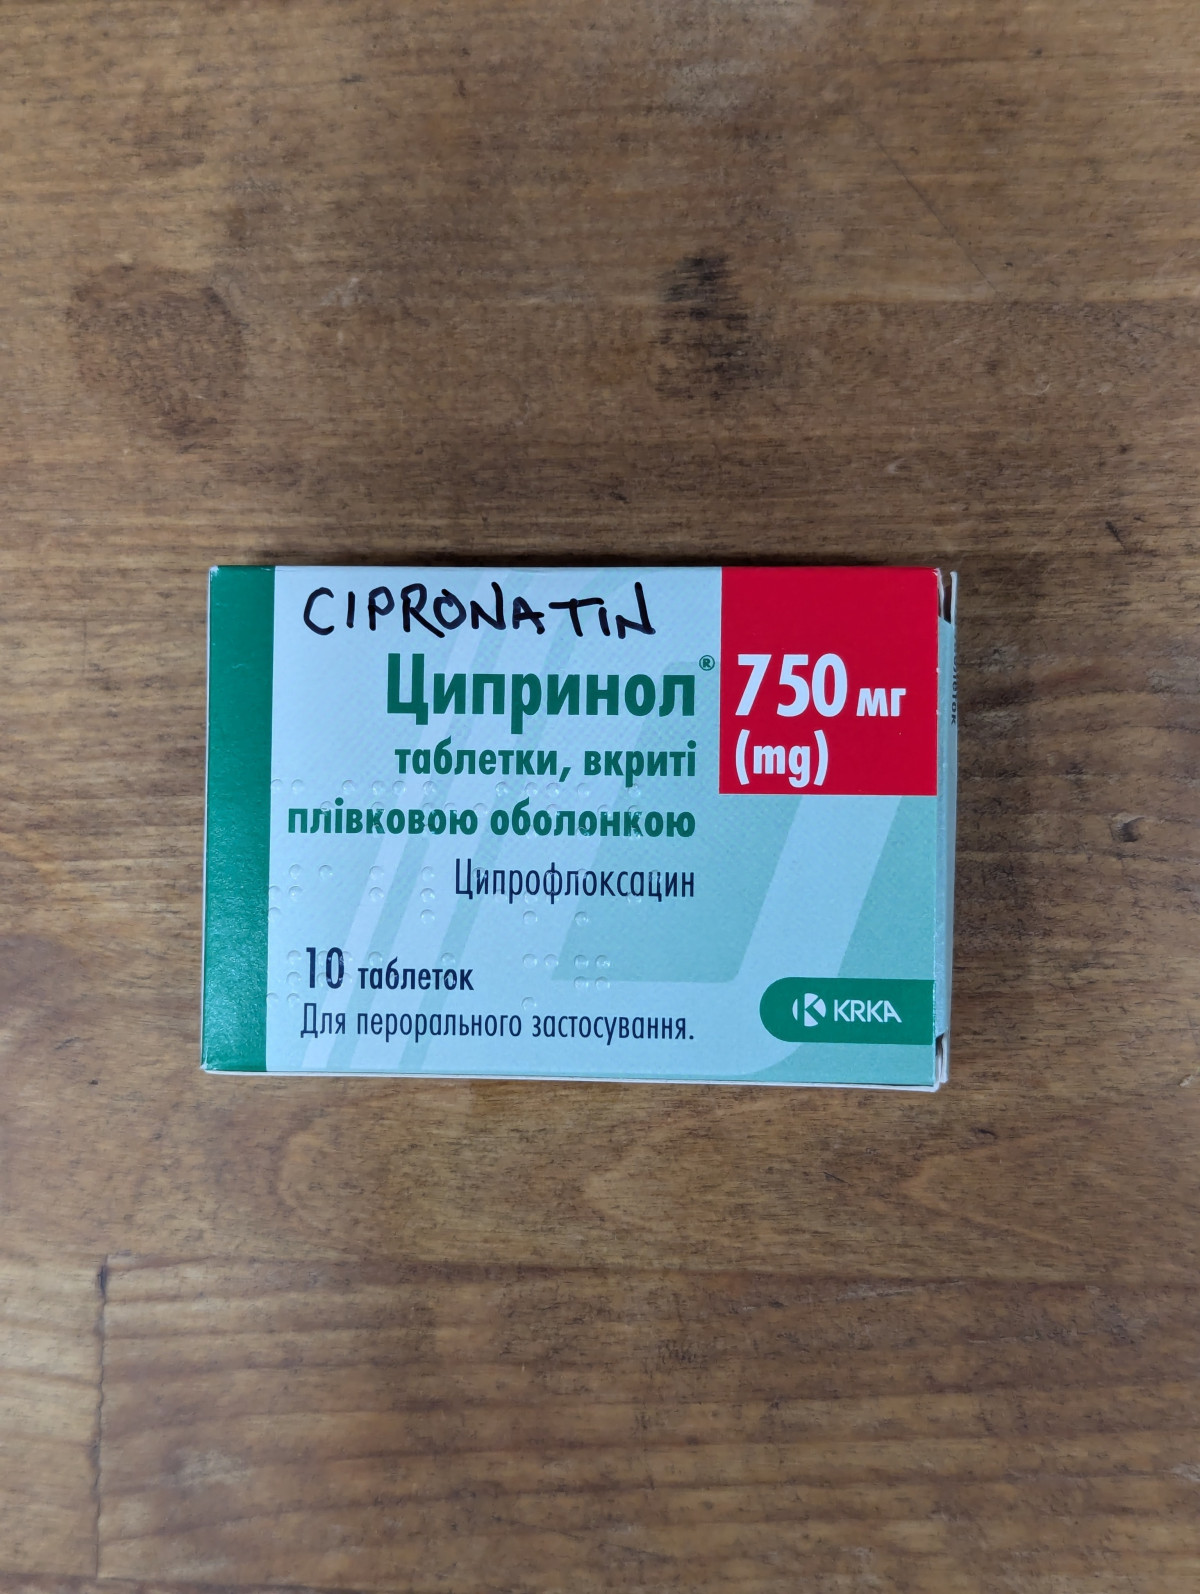 CIPRONATIN
Ципринол®
750 мг
(mg)
таблетки, вкриті
плівковою оболонкою
Ципрофлоксацин
10 таблеток
Для перорального застосування.
KRKA